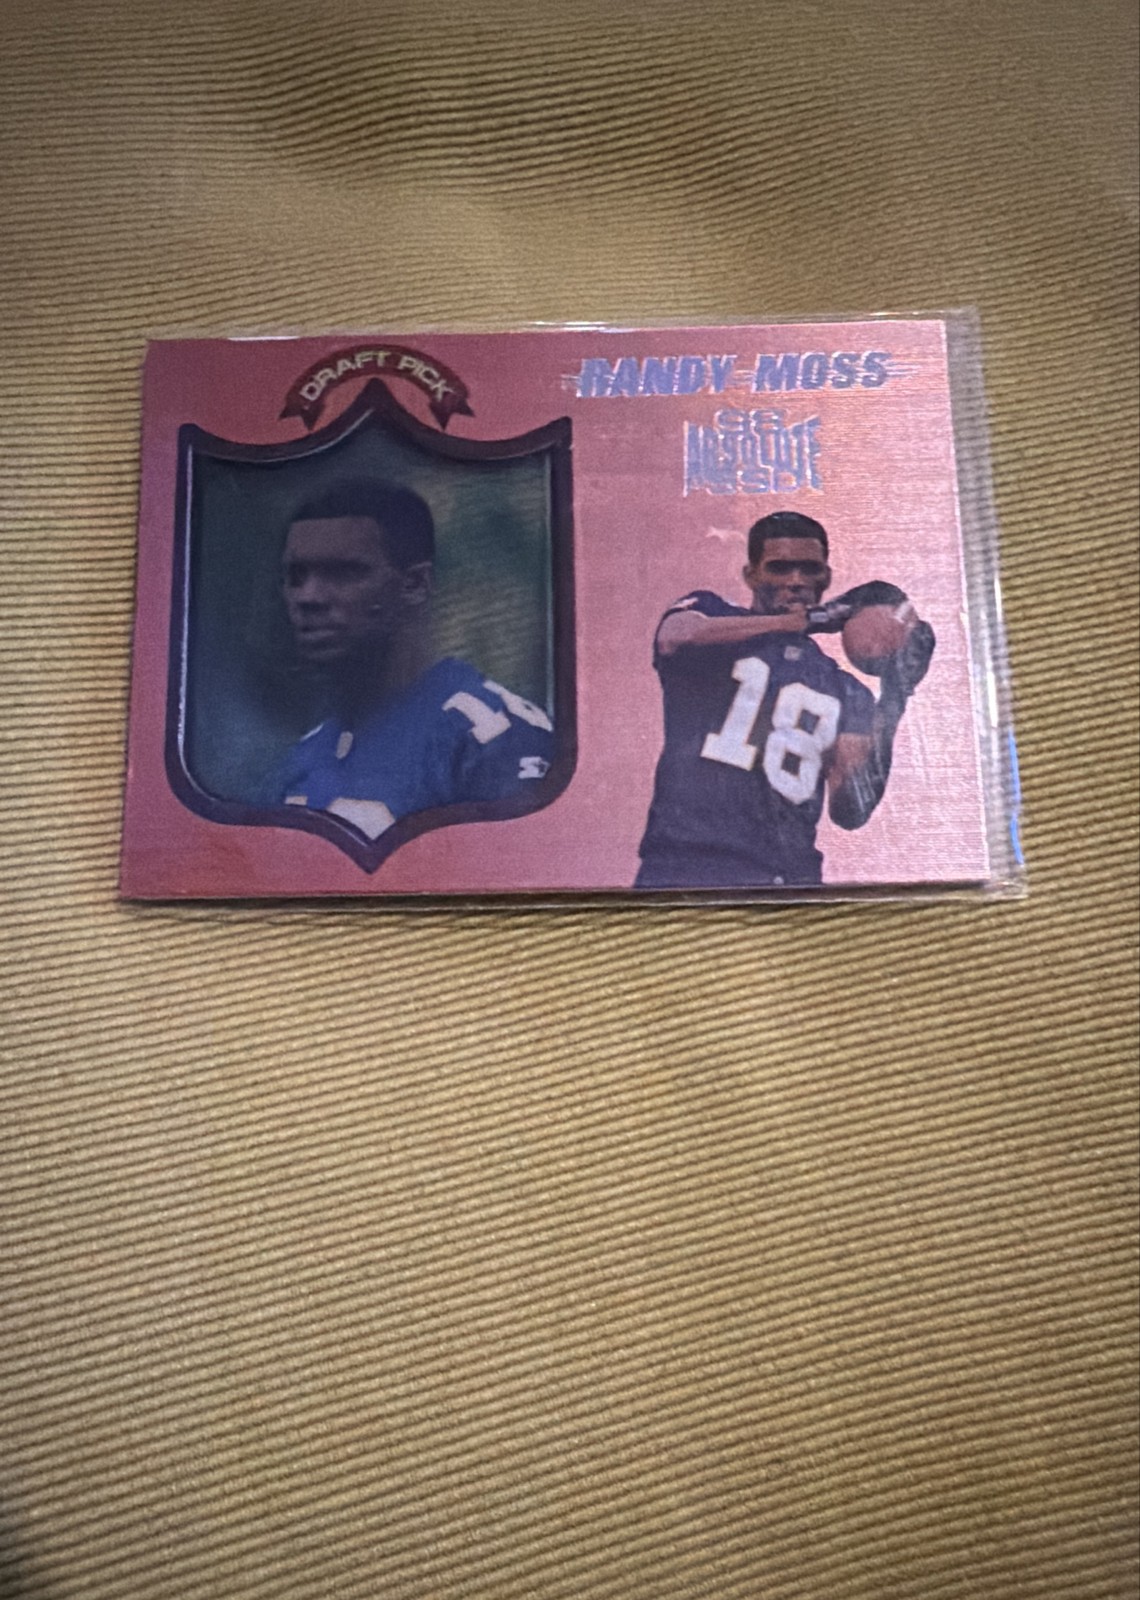 DRAFT PICK
RANDY MOSS
98
ABSOLUTE
SSD
18
18